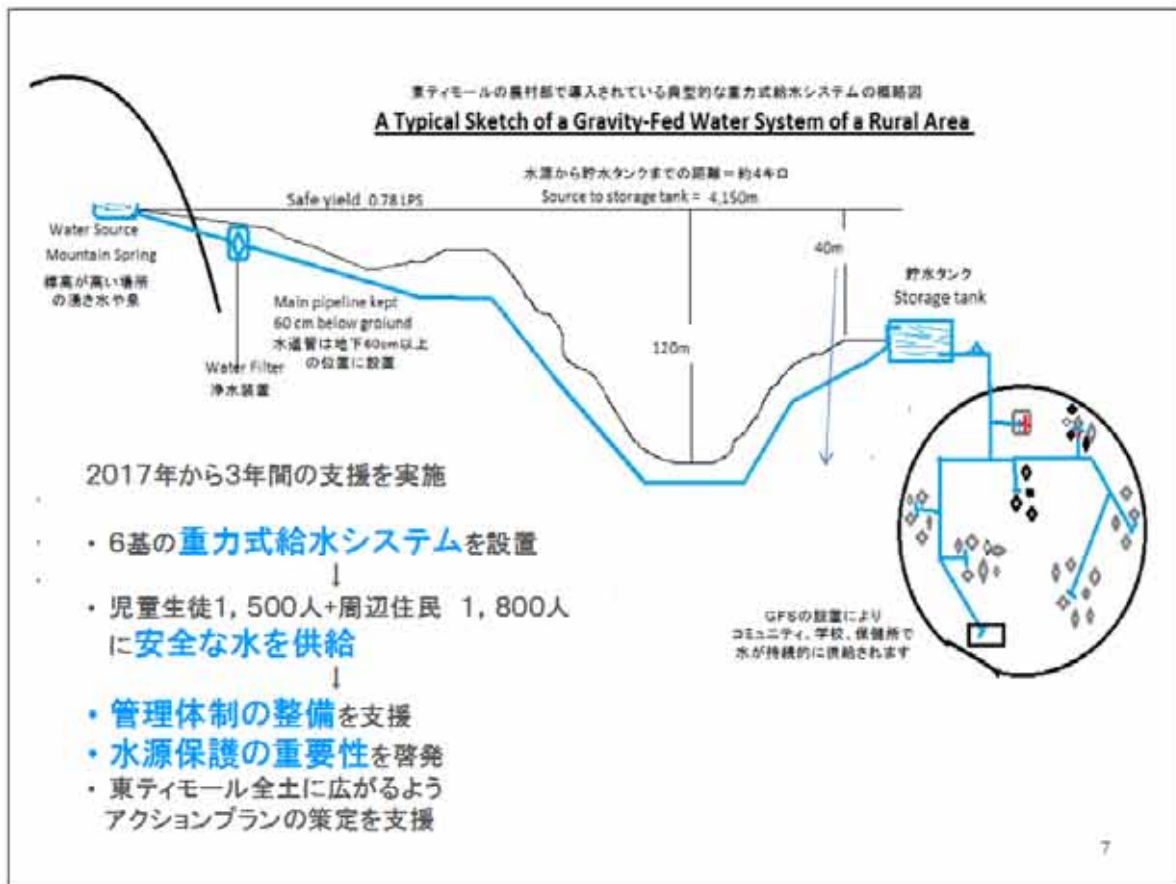 東ティモールの農村部で導入されている典型的な重力式給水システムの概略図
A Typical Sketch of a Gravity-Fed Water System of a Rural Area
水源から貯水タンクまでの距離=約4キロ
Safe yield 0.78 LPS
Source to storage tank = 4,150m
Water Source
Mountain Spring
標高が高い場所
の湧き水や泉
40m
貯水タンク
Storage tank
Main pipeline kept
60 cm below ground
水道管は地下60cm以上
の位置に設置
120m
Water Filter
浄水装置
2017年から3年間の支援を実施
・6基の重力式給水システムを設置
↓
・児童生徒1,500人+周辺住民 1,800人
に安全な水を供給
↓
・管理体制の整備を支援
・水源保護の重要性を啓発
・東ティモール全土に広がるよう
アクションプランの策定を支援
GFSの設置により
コミュニティ、学校、保健所で
水が持続的に供給されます
7